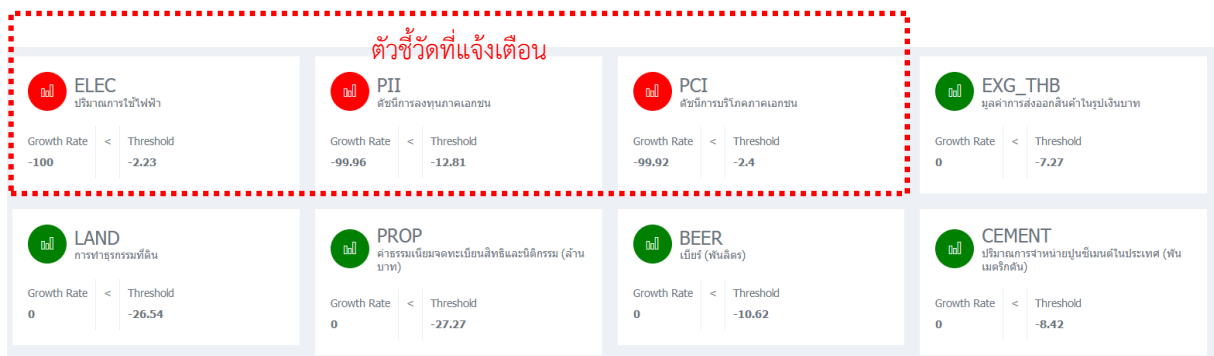 ตัวชี้วัดที่แจ้งเตือน
ELEC
ปริมาณการใช้ไฟฟ้า
Growth Rate < Threshold
-100 -2.23
PII
ดัชนีการลงทุนภาคเอกชน
Growth Rate < Threshold
-99.96 -12.81
PCI
ดัชนีการบริโภคภาคเอกชน
Growth Rate < Threshold
-99.92 -2.4
EXG_THB
มูลค่าการส่งออกสินค้าในรูปเงินบาท
Growth Rate < Threshold
0 -7.27
LAND
การทำธุรกรรมที่ดิน
Growth Rate < Threshold
0 -26.54
PROP
ค่าธรรมเนียมจดทะเบียนสิทธิและนิติกรรม (ล้าน
บาท)
Growth Rate < Threshold
0 -27.27
BEER
เบียร์ (พันลิตร)
Growth Rate < Threshold
0 -10.62
CEMENT
ปริมาณการจำหน่ายปูนซีเมนต์ในประเทศ (พัน
เมตริกตัน)
Growth Rate < Threshold
0 -8.42